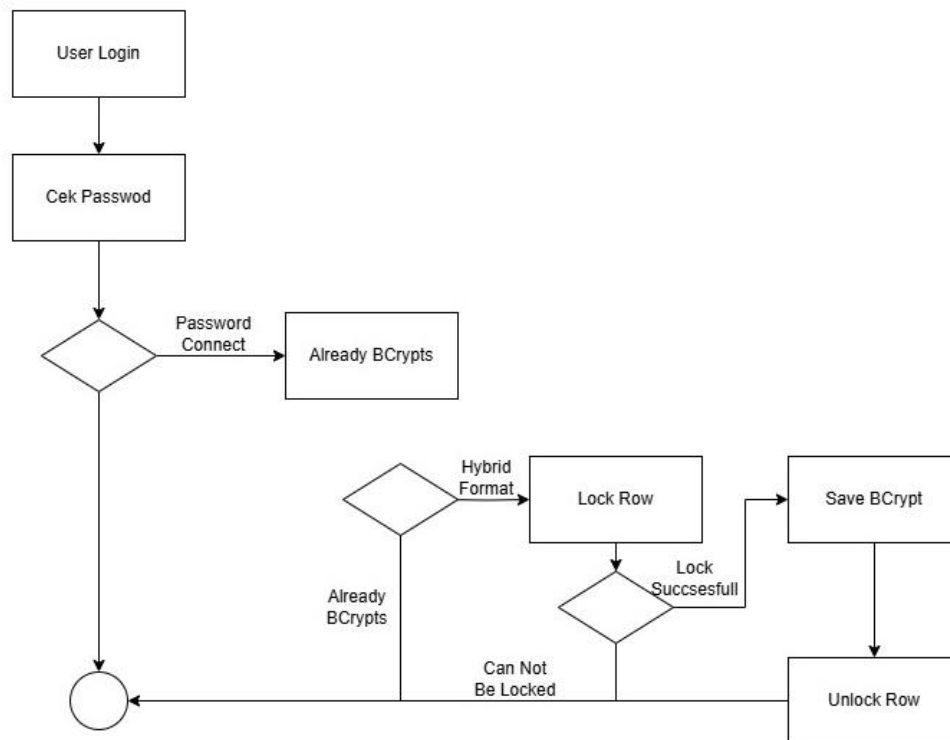 User Login
Cek Passwod
Password
Connect
Already BCrypts
Hybrid
Format
Lock Row
Save BCrypt
Lock
Succsesfull
Already
BCrypts
Can Not
Be Locked
Unlock Row